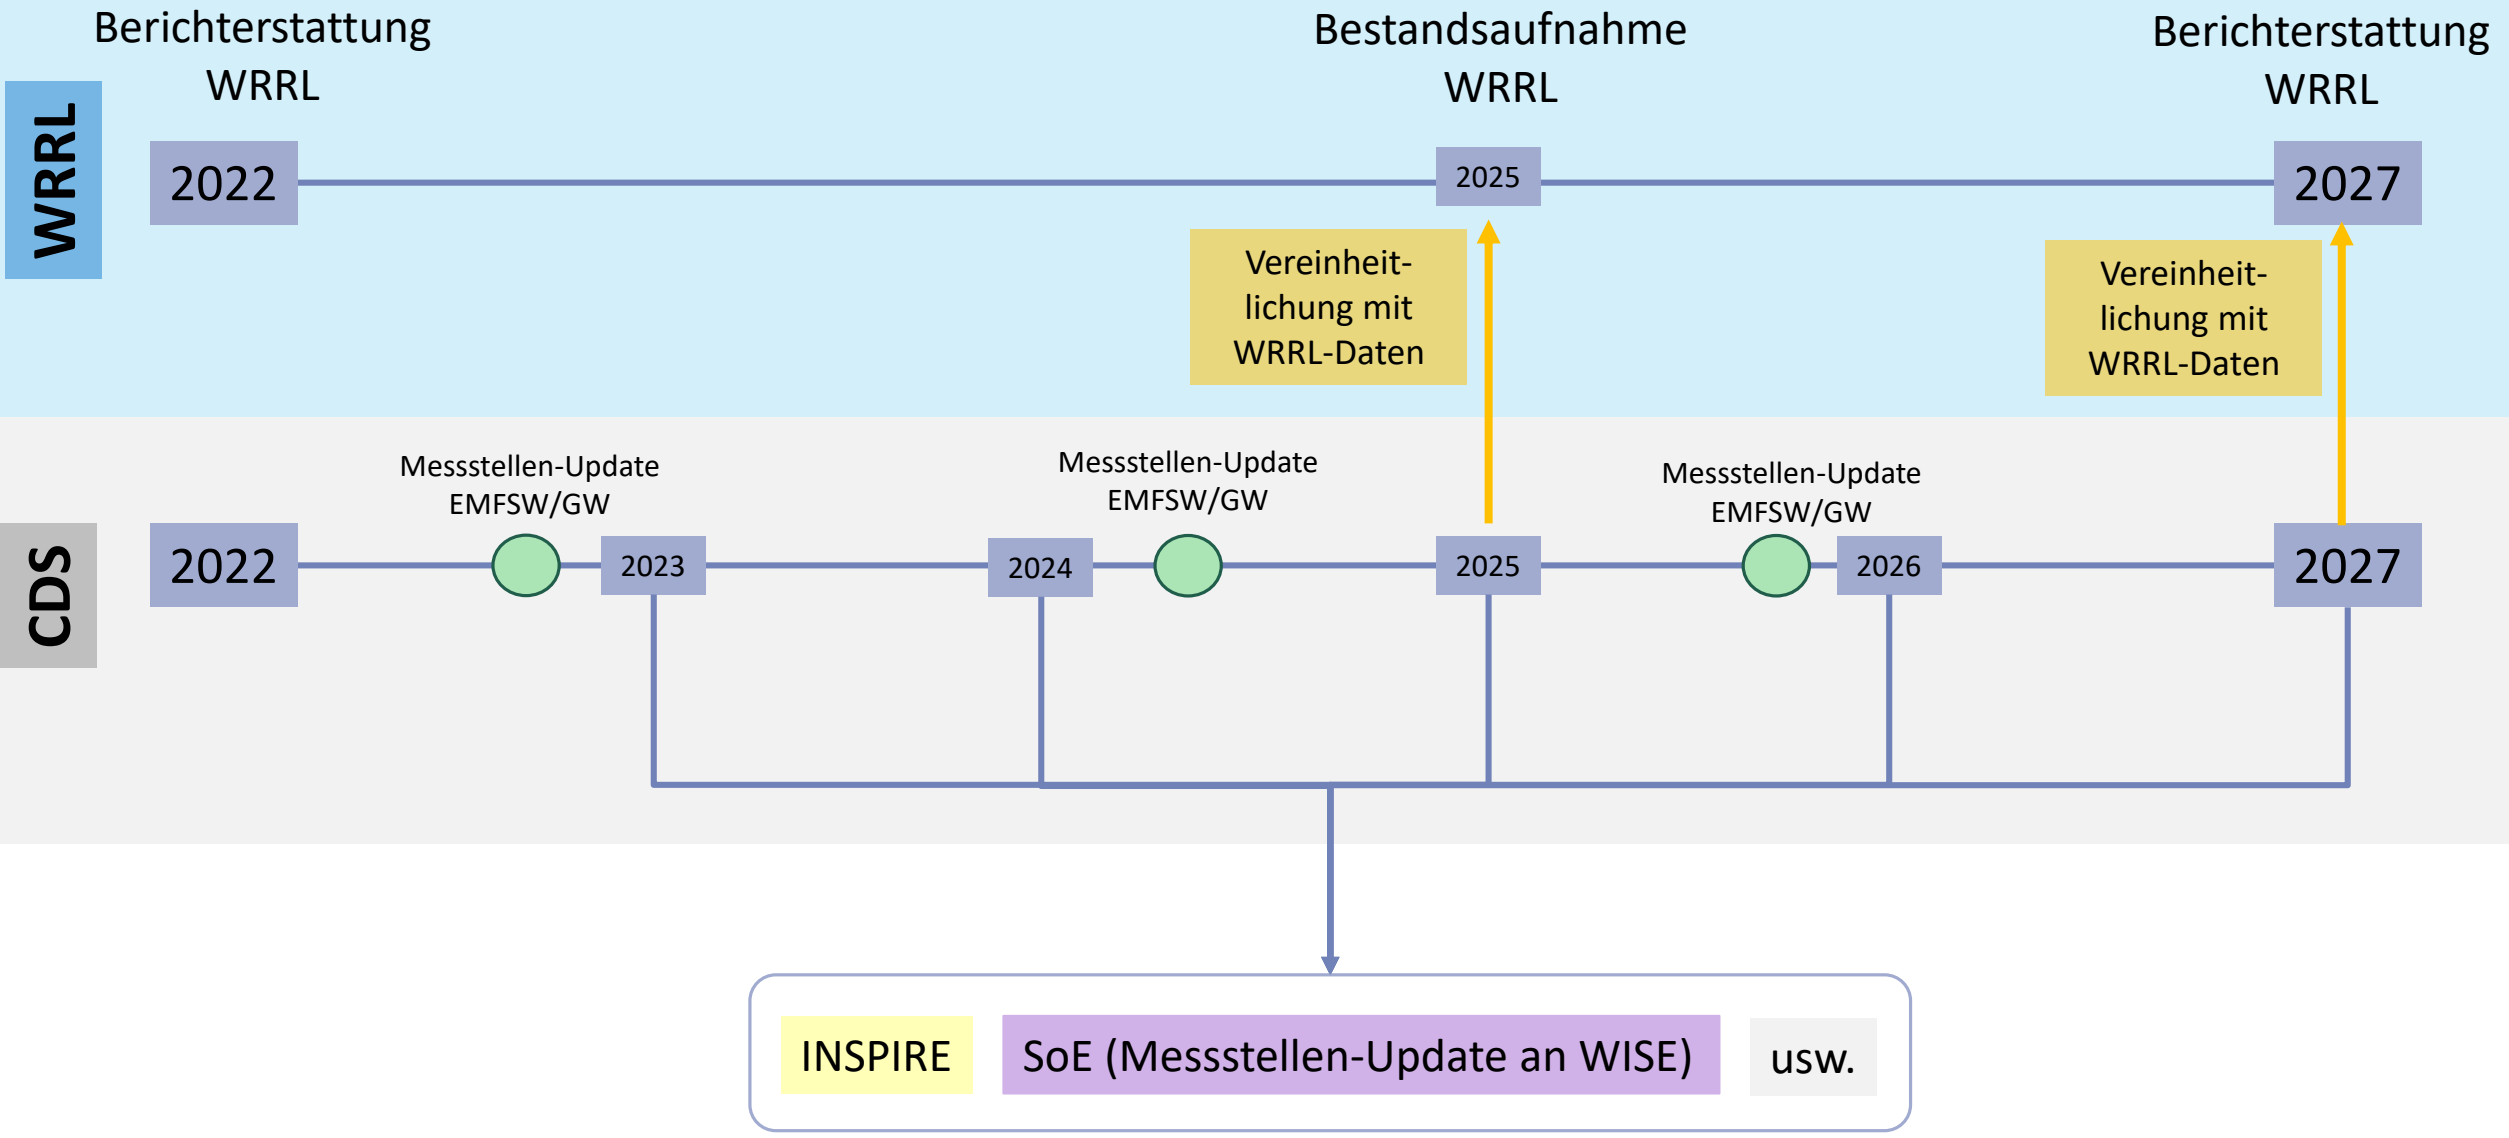 Berichterstattung
WRRL
Bestandsaufnahme
WRRL
Berichterstattung
WRRL
WRRL
2022
2025
2027
Vereinheit-
lichung mit
WRRL-Daten
Vereinheit-
lichung mit
WRRL-Daten
Messstellen-Update
EMFSW/GW
Messstellen-Update
EMFSW/GW
Messstellen-Update
EMFSW/GW
CDS
2022
2023
2024
2025
2026
2027
INSPIRE
SoE (Messstellen-Update an WISE)
usw.